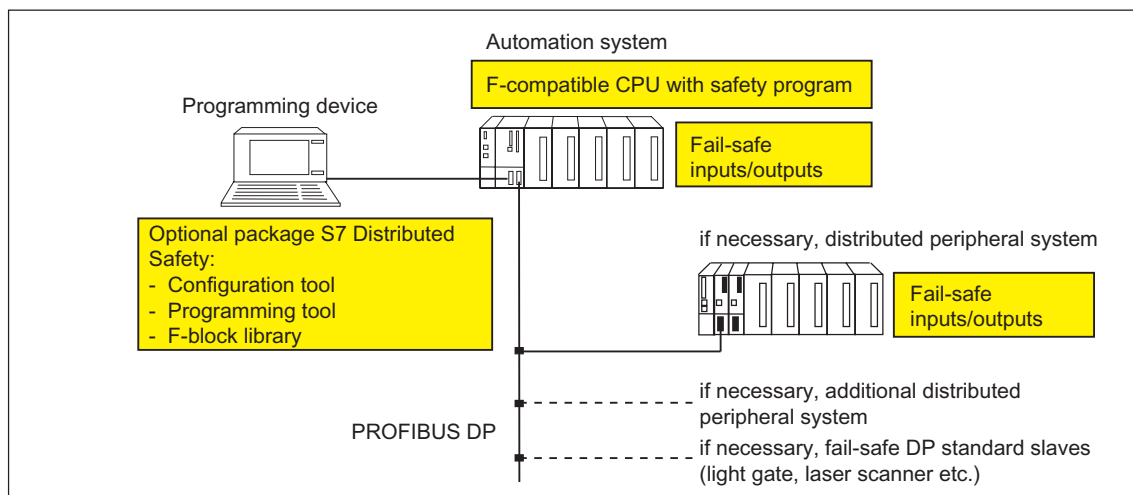 Automation system
F-compatible CPU with safety program
Programming device
Fail-safe
inputs/outputs
Optional package S7 Distributed
Safety:
- Configuration tool
- Programming tool
- F-block library
if necessary, distributed peripheral system
Fail-safe
inputs/outputs
if necessary, additional distributed
peripheral system
PROFIBUS DP
if necessary, fail-safe DP standard slaves
(light gate, laser scanner etc.)